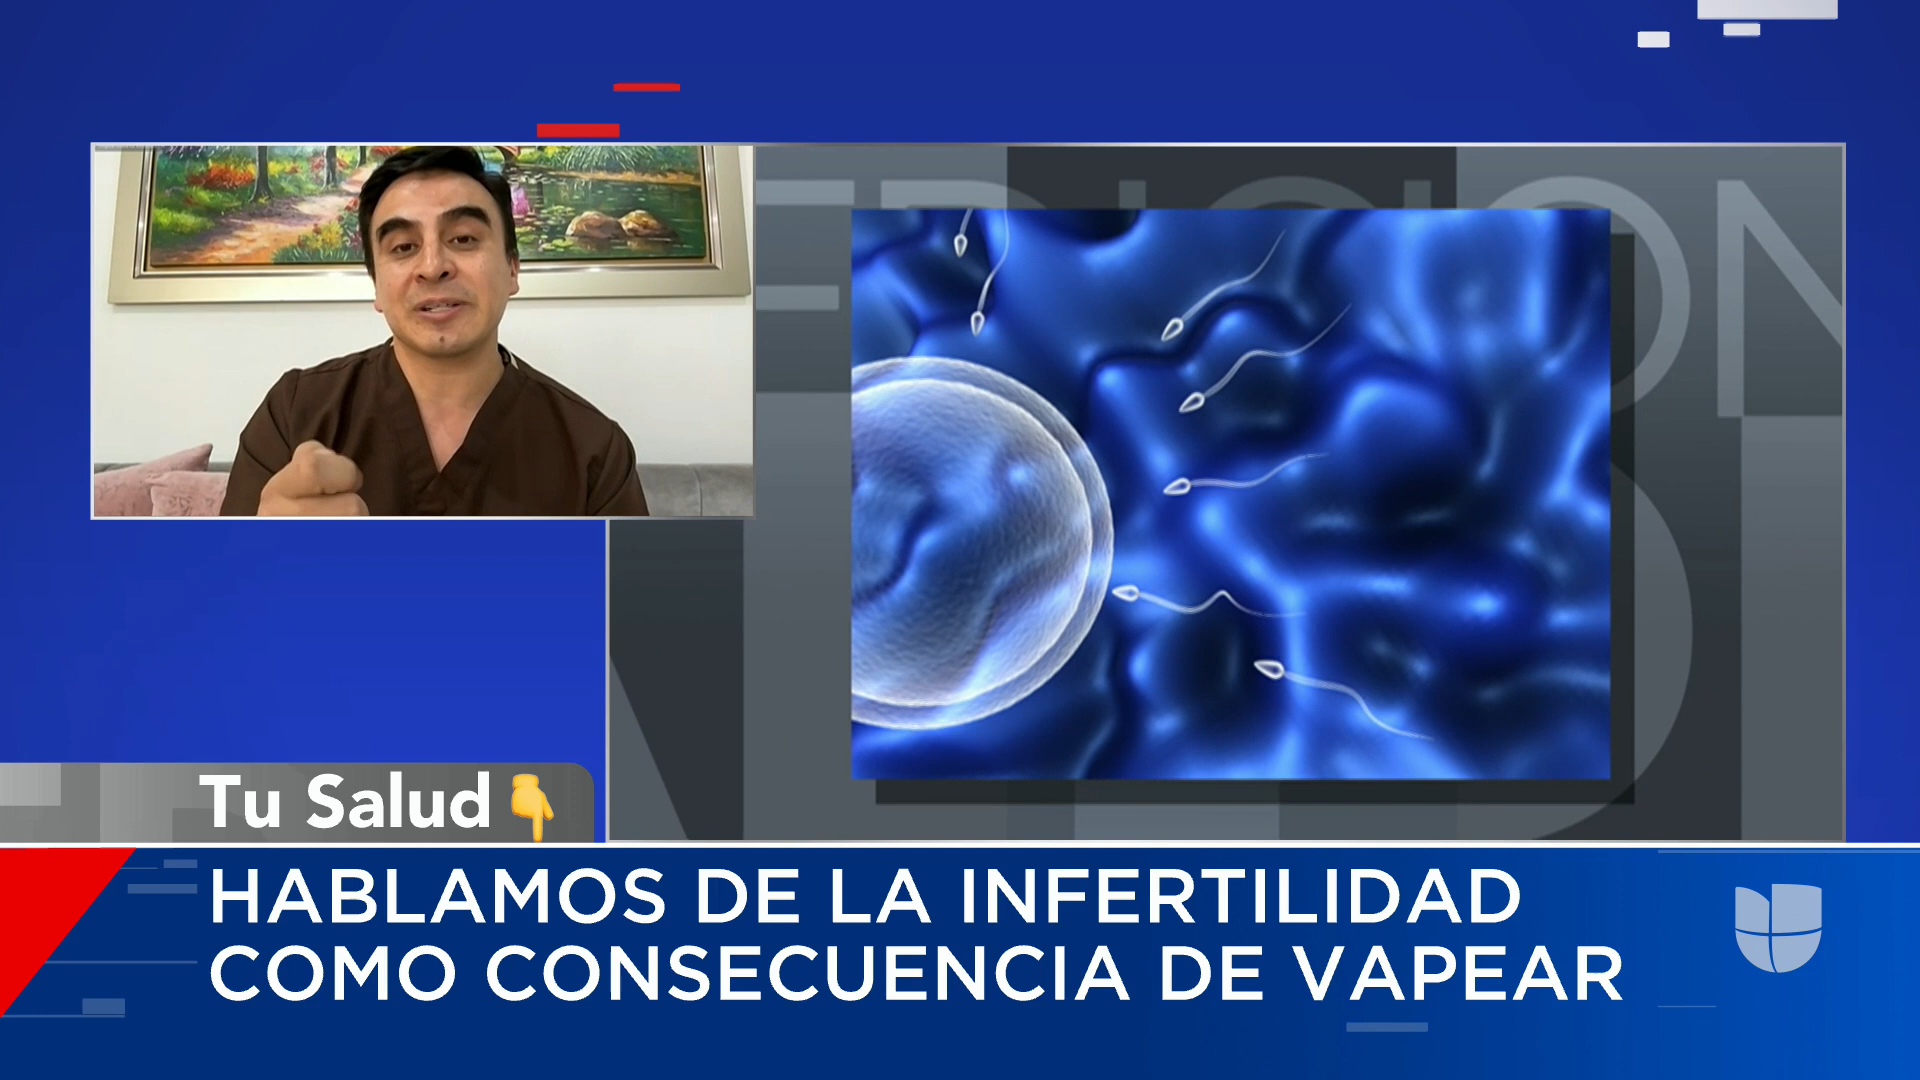 Tu Salud👇
HABLAMOS DE LA INFERTILIDAD
COMO CONSECUENCIA DE VAPEAR